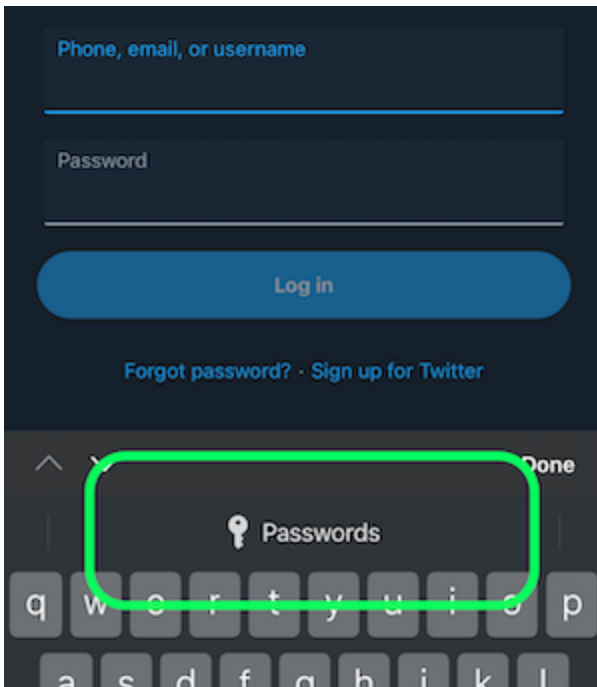 Phone, email, or username
Password
Log in
Forgot password? · Sign up for Twitter
Done
Passwords
q w e r t y u i o p
a s d f g h j k l